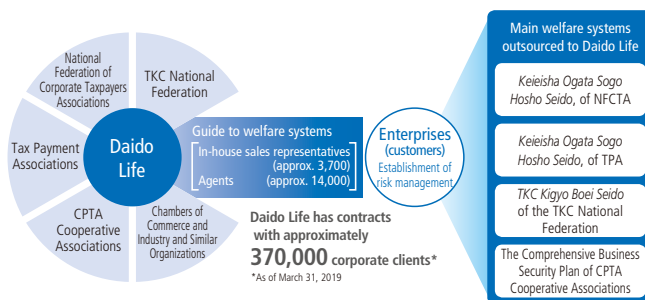 National
Federation of
Corporate Taxpayers
Associations
TKC National
Federation
Tax Payment
Associations
Daido
Life
CPTA
Cooperative
Associations
Chambers of
Commerce and
Industry and Similar
Organizations
Guide to welfare systems
In-house sales representatives
(approx. 3,700)
Agents (approx. 14,000)
Enterprises
(customers)
Establishment of
risk management
Daido Life has contracts
with approximately
370,000 corporate clients*
*As of March 31, 2019
Main welfare systems
outsourced to Daido Life
Keieisha Ogata Sogo
Hosho Seido, of NFCTA
Keieisha Ogata Sogo
Hosho Seido, of TPA
TKC Kigyo Boei Seido
of the TKC National
Federation
The Comprehensive Business
Security Plan of CPTA
Cooperative Associations